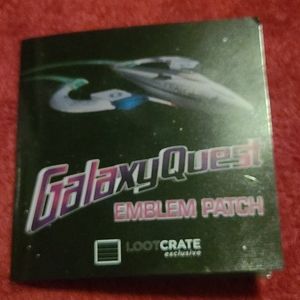 GalaxyQuest
EMBLEM PATCH
LOOTCRATE
exclusive